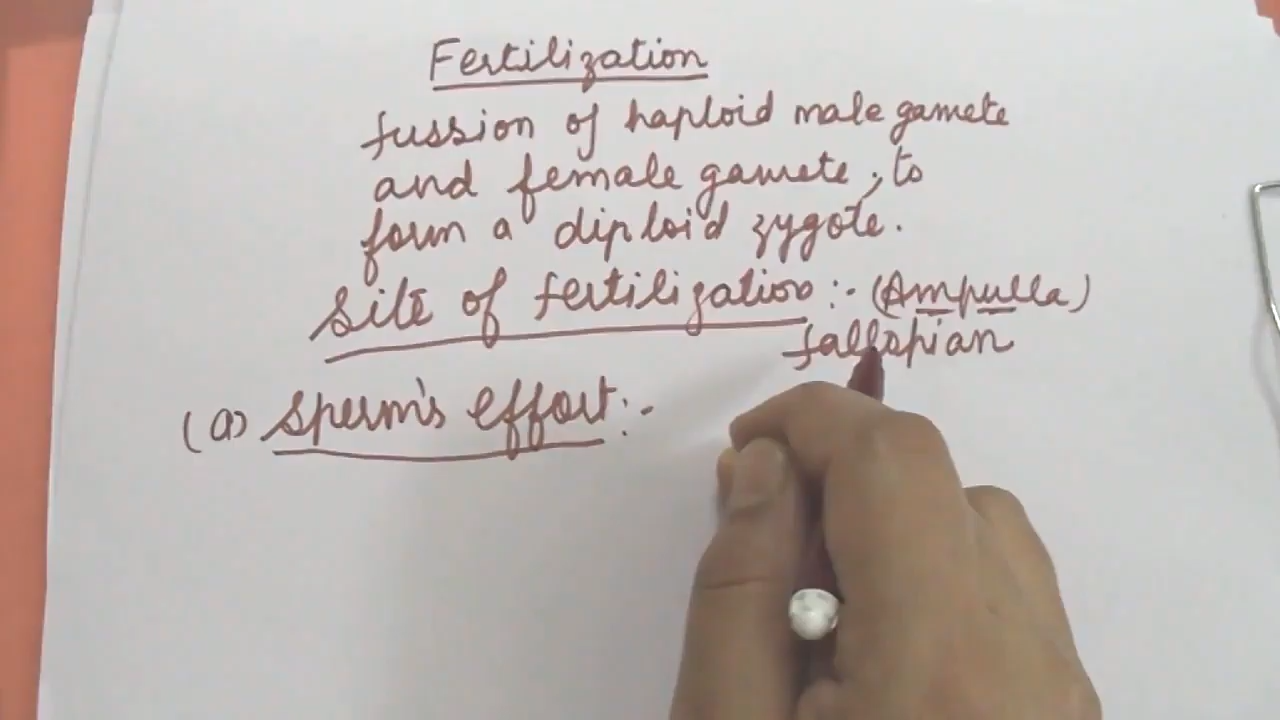 Fertilization
fussion of haploid male gamete
and female gamete, to
form a diploid zygote.
Site of fertilization :- (Ampulla)
fallopian
(a) Sperm's effort :-